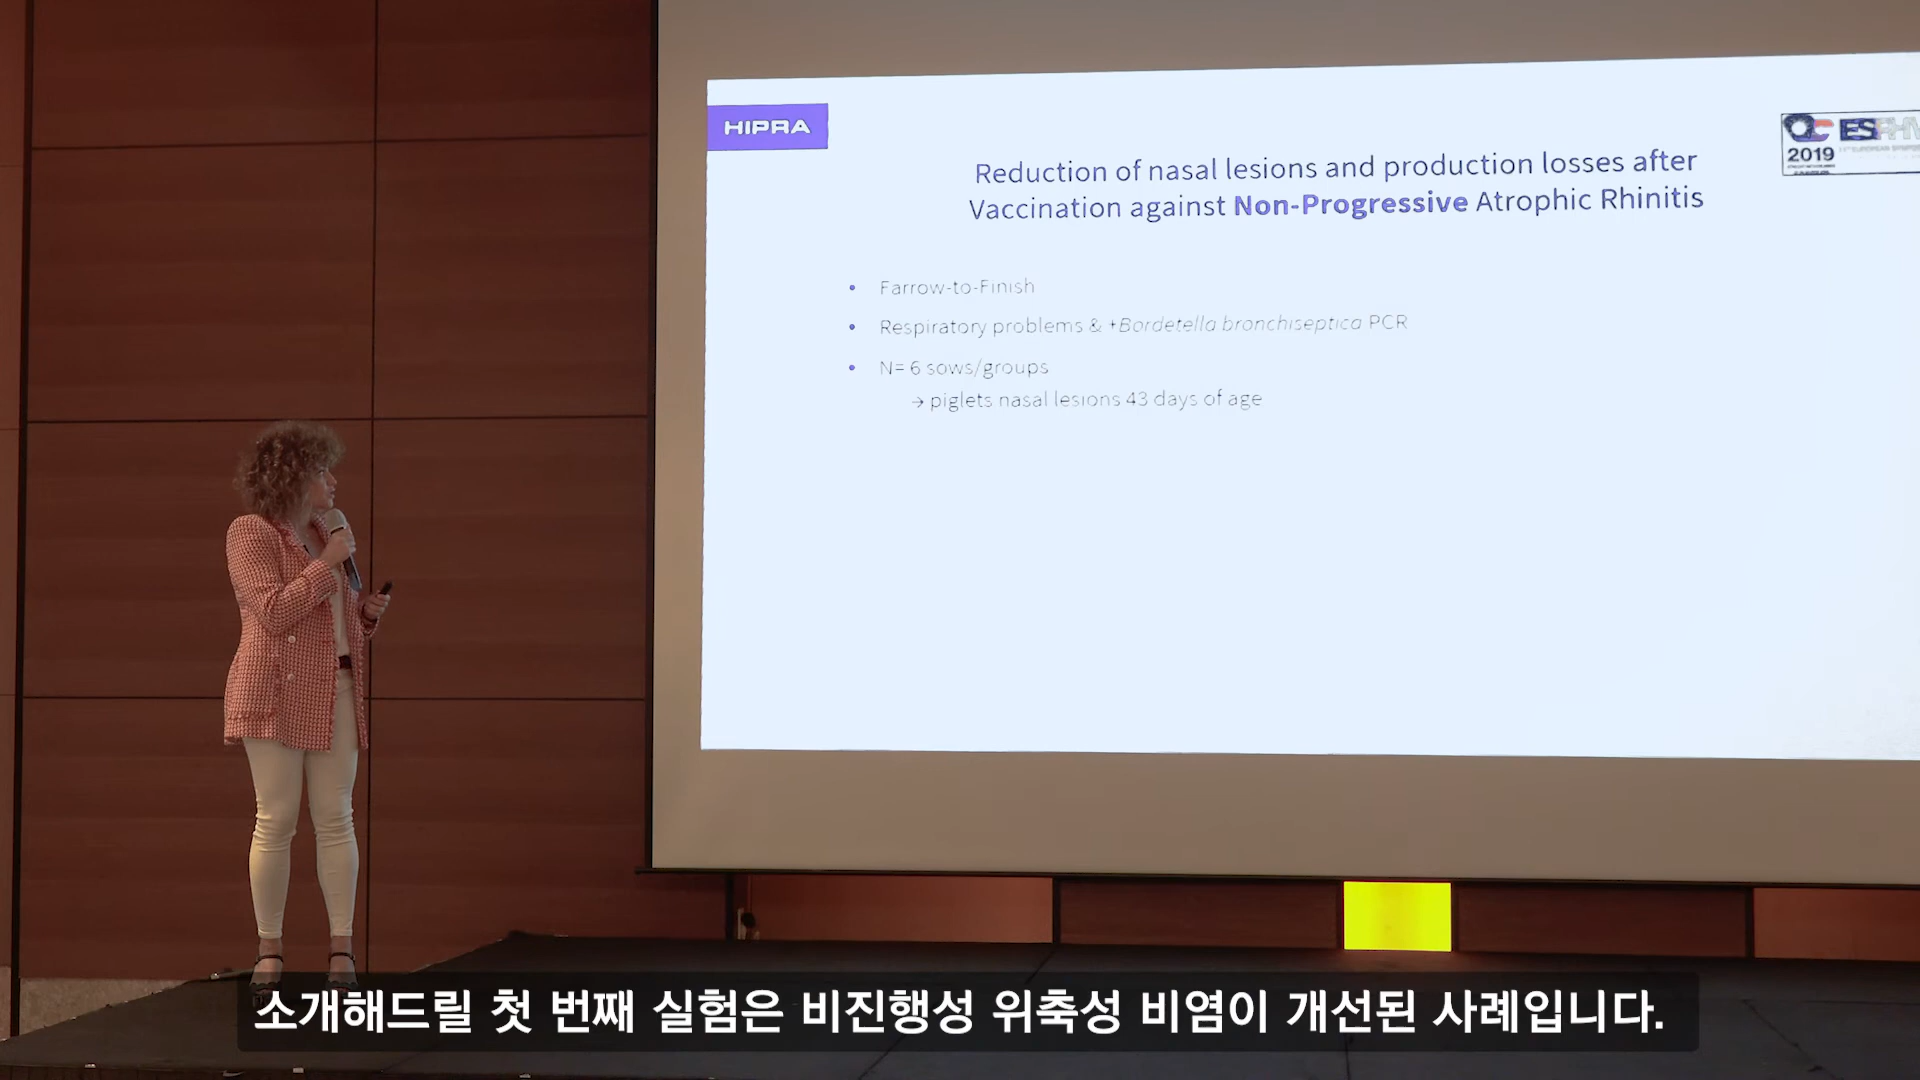 HIPRA
2019
Reduction of nasal lesions and production losses after
Vaccination against Non-Progressive Atrophic Rhinitis
• Farrow-to-Finish
• Respiratory problems & +Bordetella bronchiseptica PCR
• N= 6 sows/groups
→ piglets nasal lesions 43 days of age
소개해드릴 첫 번째 실험은 비진행성 위축성 비염이 개선된 사례입니다.